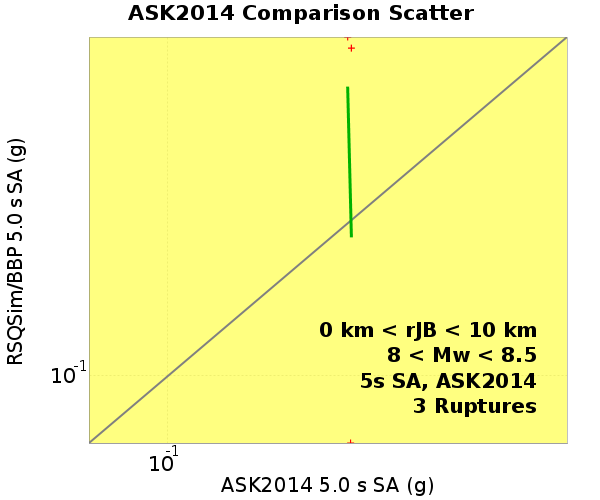 ASK2014 Comparison Scatter
RSQSim/BBP 5.0 s SA (g)
0 km < rJB < 10 km
8 < Mw < 8.5
5s SA, ASK2014
3 Ruptures
10-1
10-1
ASK2014 5.0 s SA (g)